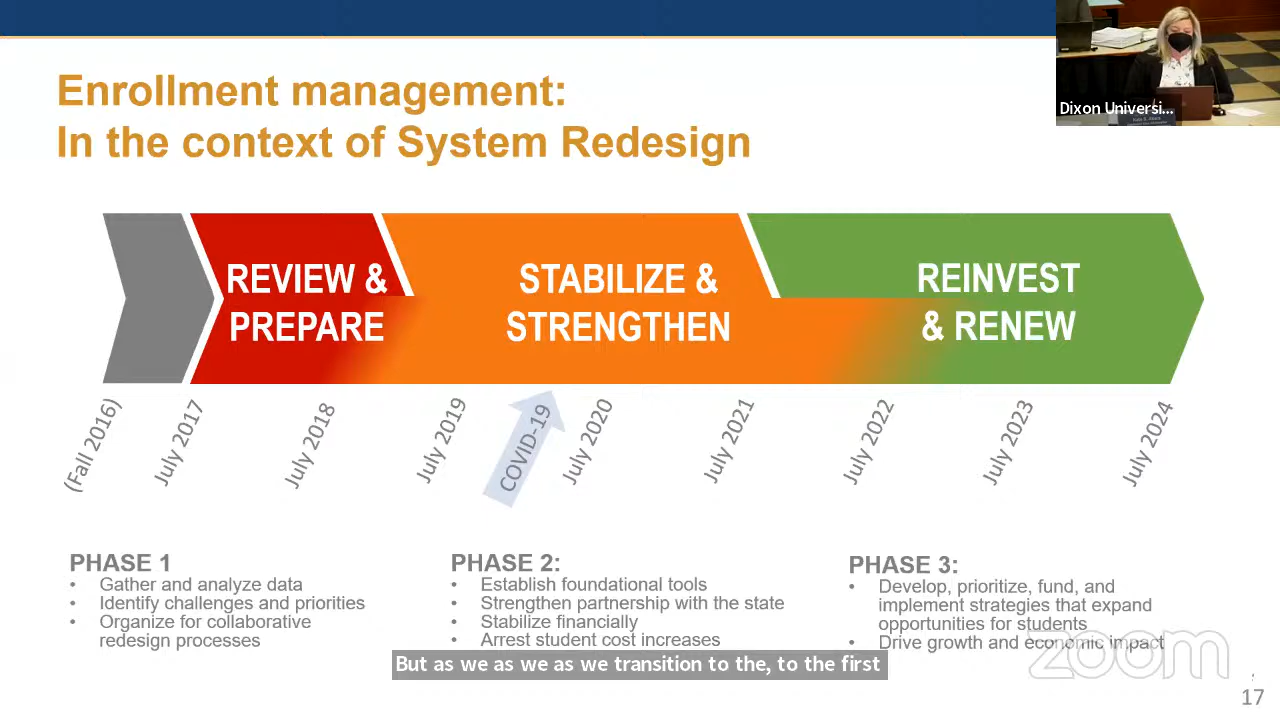 Enrollment management:
In the context of System Redesign
Dixon Universi...
REVIEW &
PREPARE
STABILIZE &
STRENGTHEN
REINVEST
& RENEW
(Fall 2016)
July 2017
July 2018
July 2019
COVID-19
July 2020
July 2021
July 2022
July 2023
July 2024
PHASE 1
• Gather and analyze data
• Identify challenges and priorities
• Organize for collaborative
redesign processes
PHASE 2:
• Establish foundational tools
• Strengthen partnership with the state
• Stabilize financially
• Arrest student cost increases
PHASE 3:
• Develop, prioritize, fund, and
implement strategies that expand
opportunities for students
• Drive growth and economic impact
zoom
But as we as we as we transition to the, to the first
17